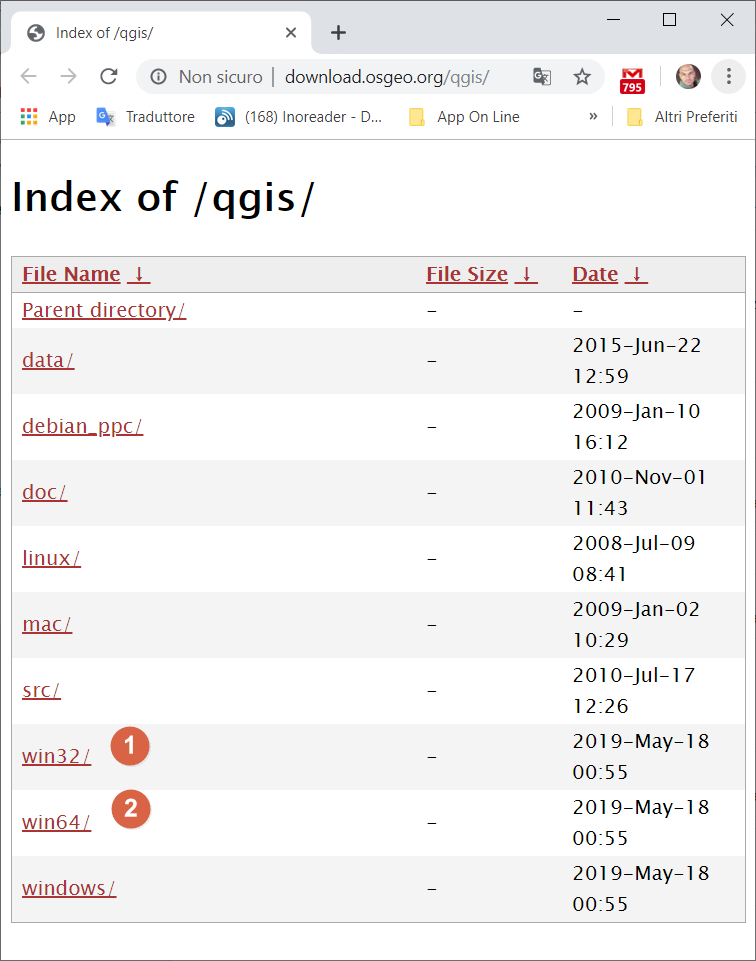 Index of /qgis/
Non sicuro | download.osgeo.org/qgis/
795
App Traduttore (168) Inoreader - D... App On Line » Altri Preferiti
Index of /qgis/
File Name ↓ File Size ↓ Date ↓
Parent directory/ - -
data/ - 2015-Jun-22
12:59
debian_ppc/ - 2009-Jan-10
16:12
doc/ - 2010-Nov-01
11:43
linux/ - 2008-Jul-09
08:41
mac/ - 2009-Jan-02
10:29
src/ - 2010-Jul-17
12:26
win32/ 1 - 2019-May-18
00:55
win64/ 2 - 2019-May-18
00:55
windows/ - 2019-May-18
00:55